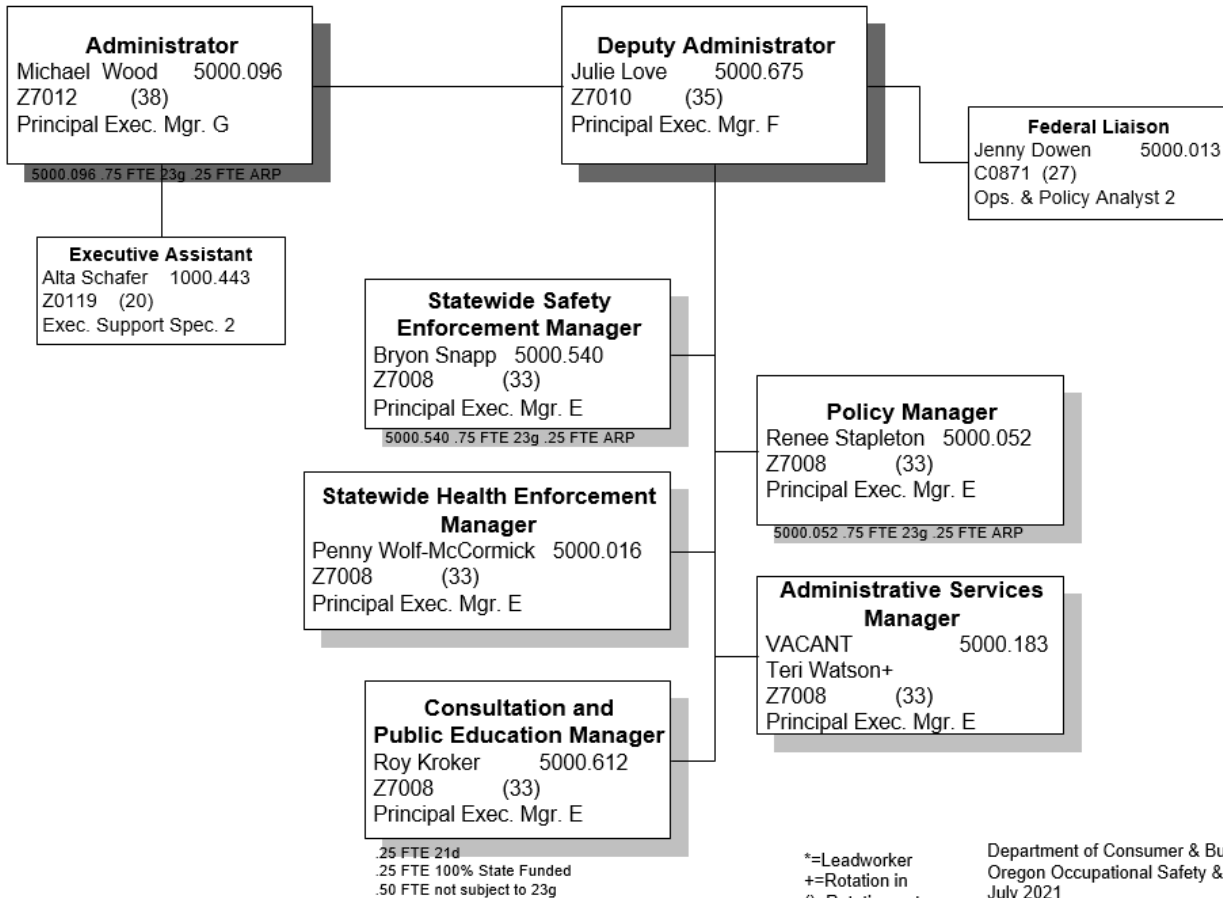 Administrator
Michael Wood 5000.096
Z7012 (38)
Principal Exec. Mgr. G
5000.096 .75 FTE 23g .25 FTE ARP
Deputy Administrator
Julie Love 5000.675
Z7010 (35)
Principal Exec. Mgr. F
Federal Liaison
Jenny Dowen 5000.013
C0871 (27)
Ops. & Policy Analyst 2
Executive Assistant
Alta Schafer 1000.443
Z0119 (20)
Exec. Support Spec. 2
Statewide Safety
Enforcement Manager
Bryon Snapp 5000.540
Z7008 (33)
Principal Exec. Mgr. E
5000.540 .75 FTE 23g .25 FTE ARP
Policy Manager
Renee Stapleton 5000.052
Z7008 (33)
Principal Exec. Mgr. E
5000.052 .75 FTE 23g .25 FTE ARP
Statewide Health Enforcement
Manager
Penny Wolf-McCormick 5000.016
Z7008 (33)
Principal Exec. Mgr. E
Administrative Services
Manager
VACANT 5000.183
Teri Watson+
Z7008 (33)
Principal Exec. Mgr. E
Consultation and
Public Education Manager
Roy Kroker 5000.612
Z7008 (33)
Principal Exec. Mgr. E
.25 FTE 21d
.25 FTE 100% State Funded
.50 FTE not subject to 23g
*=Leadworker
+=Rotation in
Department of Consumer &
Oregon Occupational Safety &
July 2021